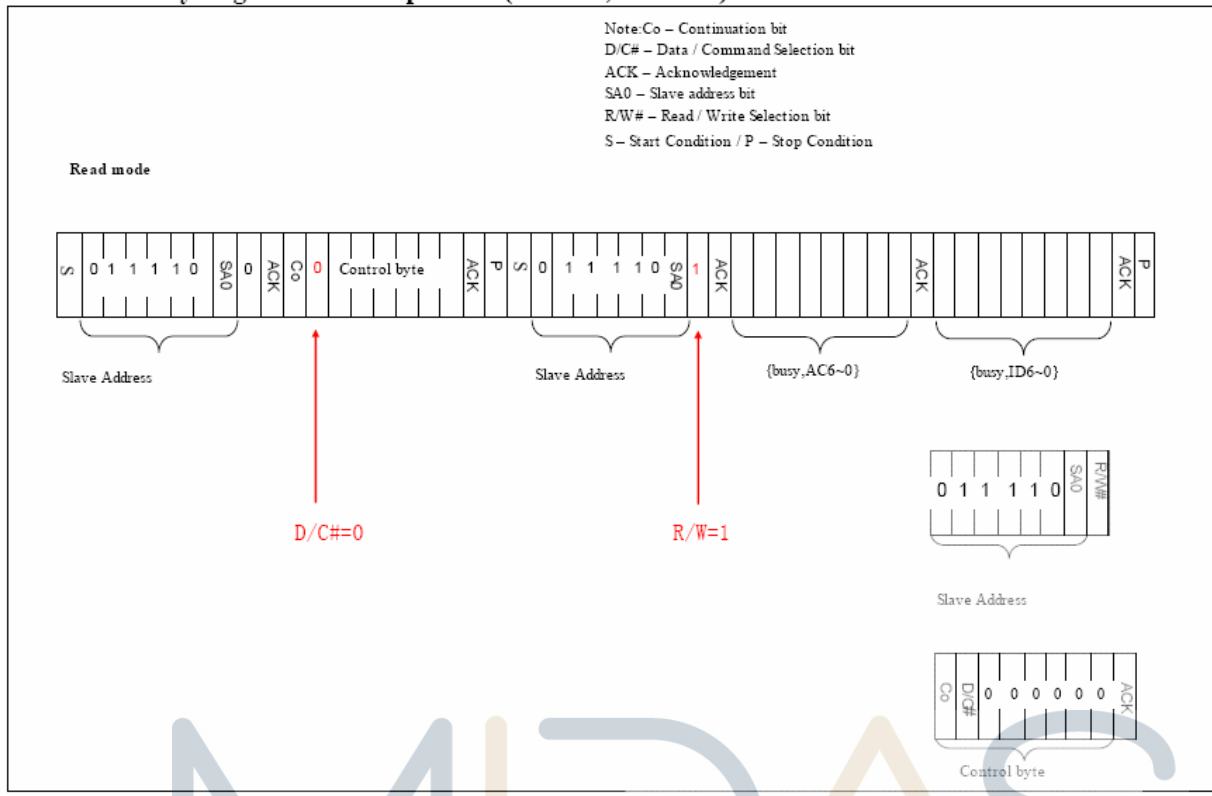 Note:Co – Continuation bit
D/C# – Data / Command Selection bit
ACK – Acknowledgement
SA0 – Slave address bit
R/W# – Read / Write Selection bit
S – Start Condition / P – Stop Condition
Read mode
S 0 1 1 1 1 0 SA0 0 ACK Co 0 Control byte ACK P S 0 1 1 1 1 0 SA0 1 ACK ACK ACK P
Slave Address Slave Address {busy,AC6~0} {busy,ID6~0}
0 1 1 1 1 0 SA0 R/W#
D/C#=0 R/W=1
Slave Address
Co D/C# 0 0 0 0 0 0 ACK
Control byte
MIDAS